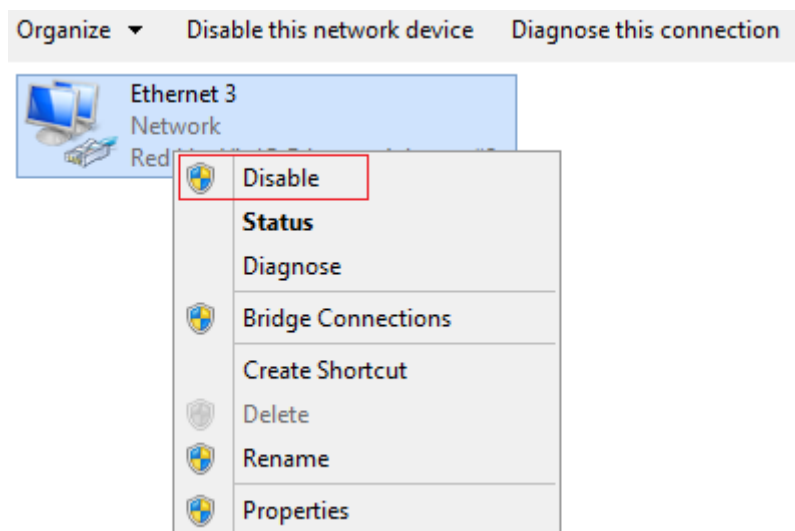 Organize Disable this network device Diagnose this connection
Ethernet 3
Network
Red
Disable
Status
Diagnose
Bridge Connections
Create Shortcut
Delete
Rename
Properties